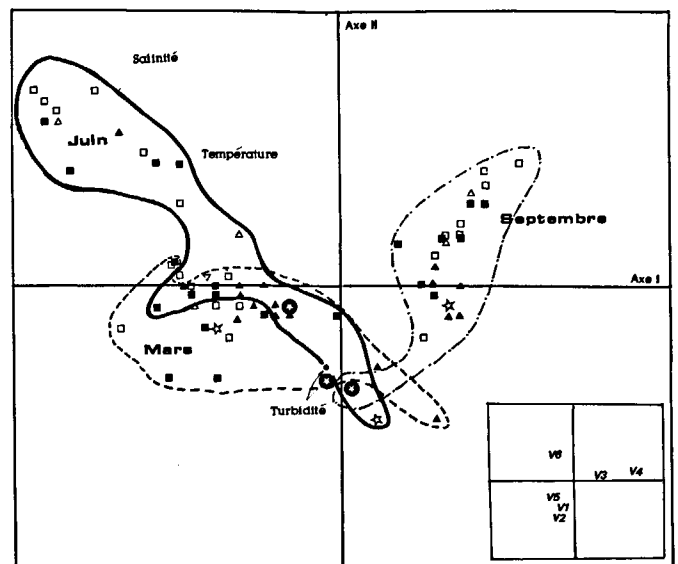 Axe II
Salinité
Juin
Température
Septembre
Axe I
Mars
Turbidité
V6
V3
V4
V5
V1
V2